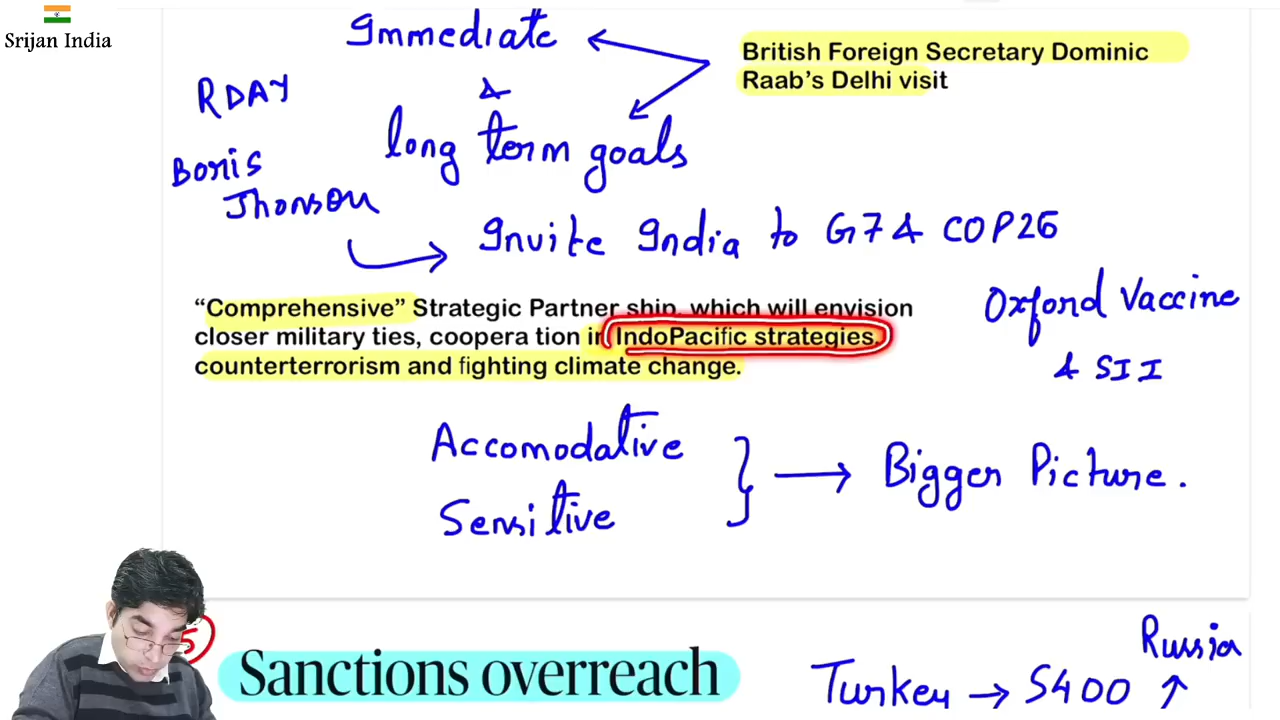 Srijan India
Immediate
British Foreign Secretary Dominic
Raab's Delhi visit
RDAY
&
long term goals
Boris
Jhonson
Invite India to G7 & COP26
"Comprehensive" Strategic Partner ship, which will envision
closer military ties, coopera tion in IndoPacific strategies,
counterterrorism and fighting climate change.
Oxford Vaccine
& SII
Accomodative
Sensitive
Bigger Picture.
5
Sanctions overreach
Russia
Turkey → S400 ↑